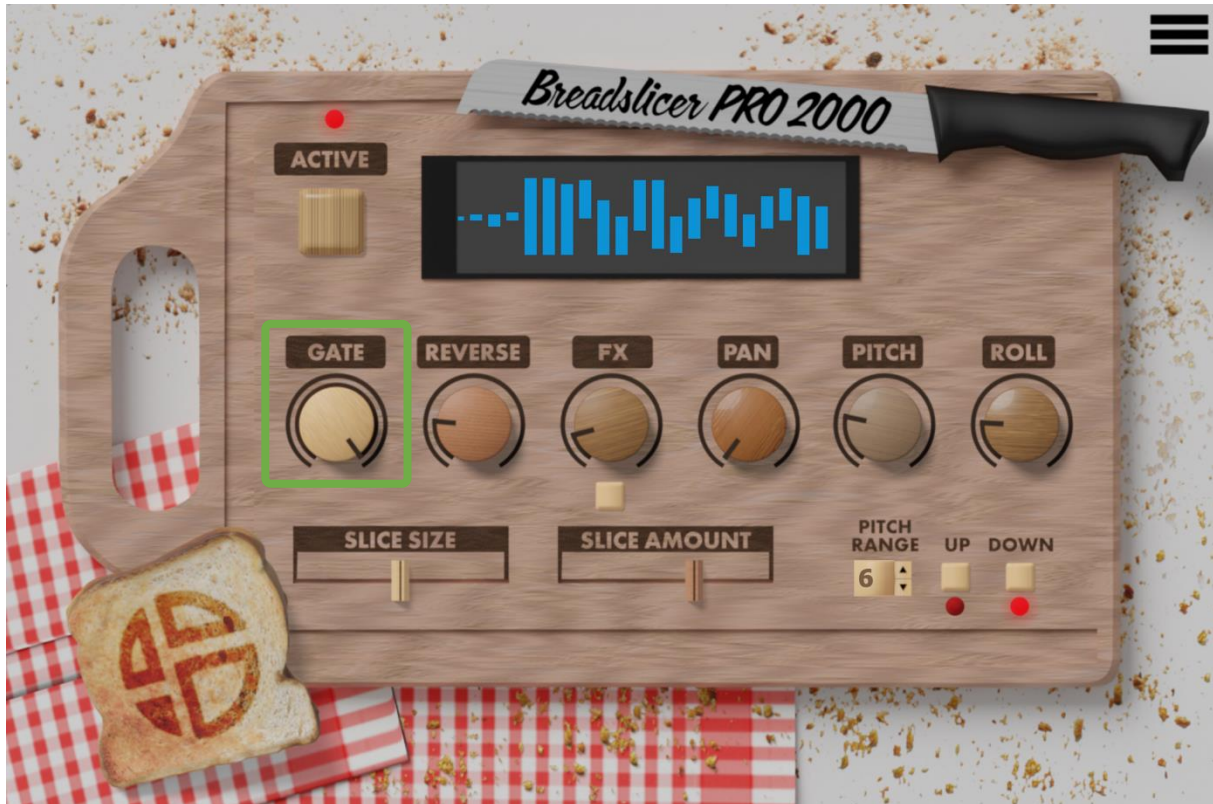 Breadslicer PRO 2000
ACTIVE
GATE REVERSE FX PAN PITCH ROLL
SLICE SIZE SLICE AMOUNT
PITCH
RANGE UP DOWN
6